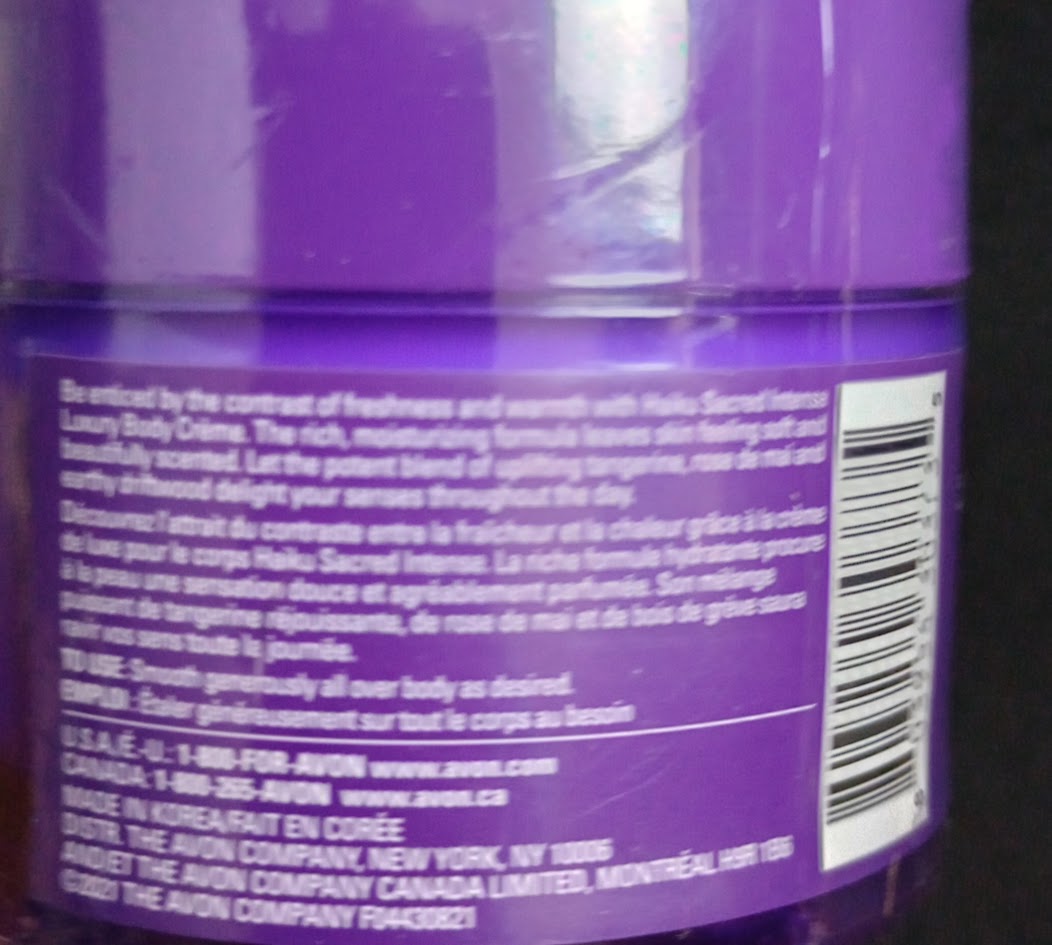 Be enticed by the contrast of freshness and warmth with Haiku Sacred Intense
Luxury Body Crème. The rich, moisturizing formula leaves skin feeling soft and
beautifully scented. Let the potent blend of uplifting tangerine, rose de mai and
earthy driftwood delight your senses throughout the day.
Découvrez l'attrait du contraste entre la fraîcheur et la chaleur grâce à la crème
de luxe pour le corps Haiku Sacred Intense. La riche formule hydratante procure
à la peau une sensation douce et agréablement parfumée. Son mélange
puissant de tangerine réjouissante, de rose de mai et de bois de grève saura
ravir vos sens toute la journée.
TO USE: Smooth generously all over body as desired.
EMPLOI : Étaler généreusement sur tout le corps au besoin
U.S.A./É.-U.: 1-800-FOR-AVON www.avon.com
CANADA: 1-800-265-AVON www.avon.ca
MADE IN KOREA/FAIT EN CORÉE
DISTR. THE AVON COMPANY, NEW YORK, NY 10006
AND/ET THE AVON COMPANY CANADA LIMITED, MONTRÉAL H9R 1B6
©2021 THE AVON COMPANY F04430821